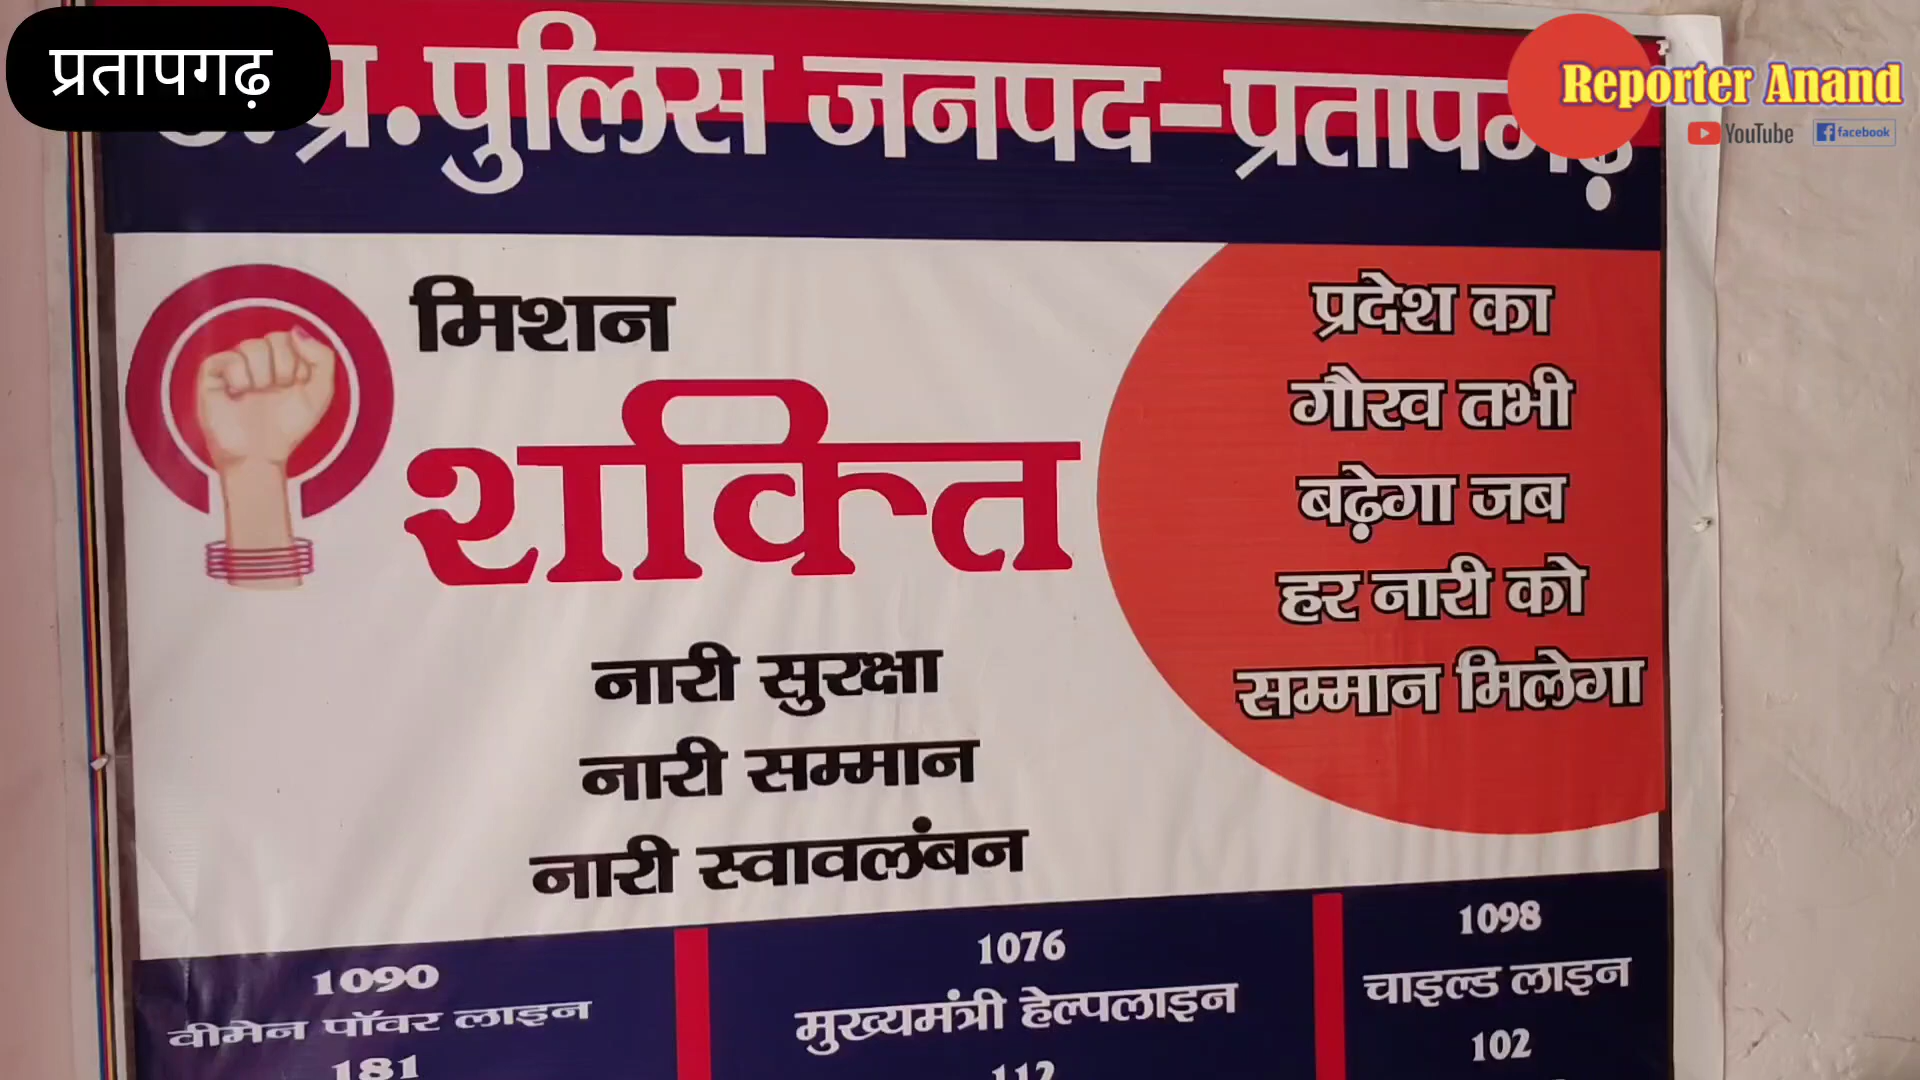 प्रतापगढ़
Reporter Anand
YouTube facebook
उ.प्र.पुलिस जनपद-प्रतापगढ़
मिशन
शक्ति
नारी सुरक्षा
नारी सम्मान
नारी स्वावलंबन
प्रदेश का
गौरव तभी
बढ़ेगा जब
हर नारी को
सम्मान मिलेगा
1090
वीमेन पॉवर लाइन
181
1076
मुख्यमंत्री हेल्पलाइन
112
1098
चाइल्ड लाइन
102